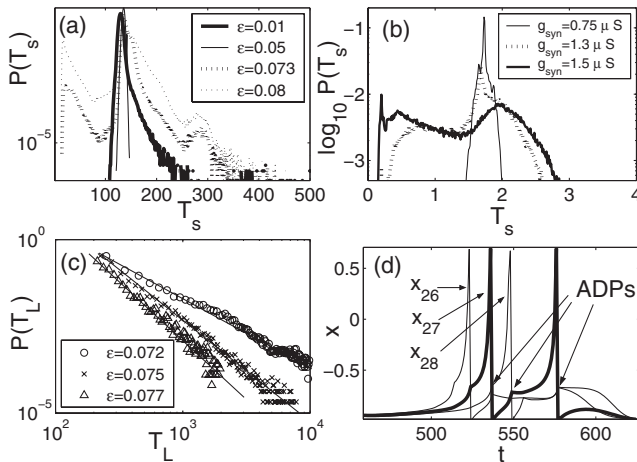 (a)
P(T_s)
10^-5
ε=0.01
ε=0.05
ε=0.073
ε=0.08
100 200 300 400 500
T_s
(b)
log_10 P(T_s)
-1
-2
-3
g_syn=0.75 μ S
g_syn=1.3 μ S
g_syn=1.5 μ S
0 1 2 3 4
T_s
(c)
P(T_L)
10^0
10^-5
ε=0.072
ε=0.075
ε=0.077
10^2 10^3 10^4
T_L
(d)
x
0.5
0
-0.5
x_26
x_27
x_28
ADPs
500 550 600
t